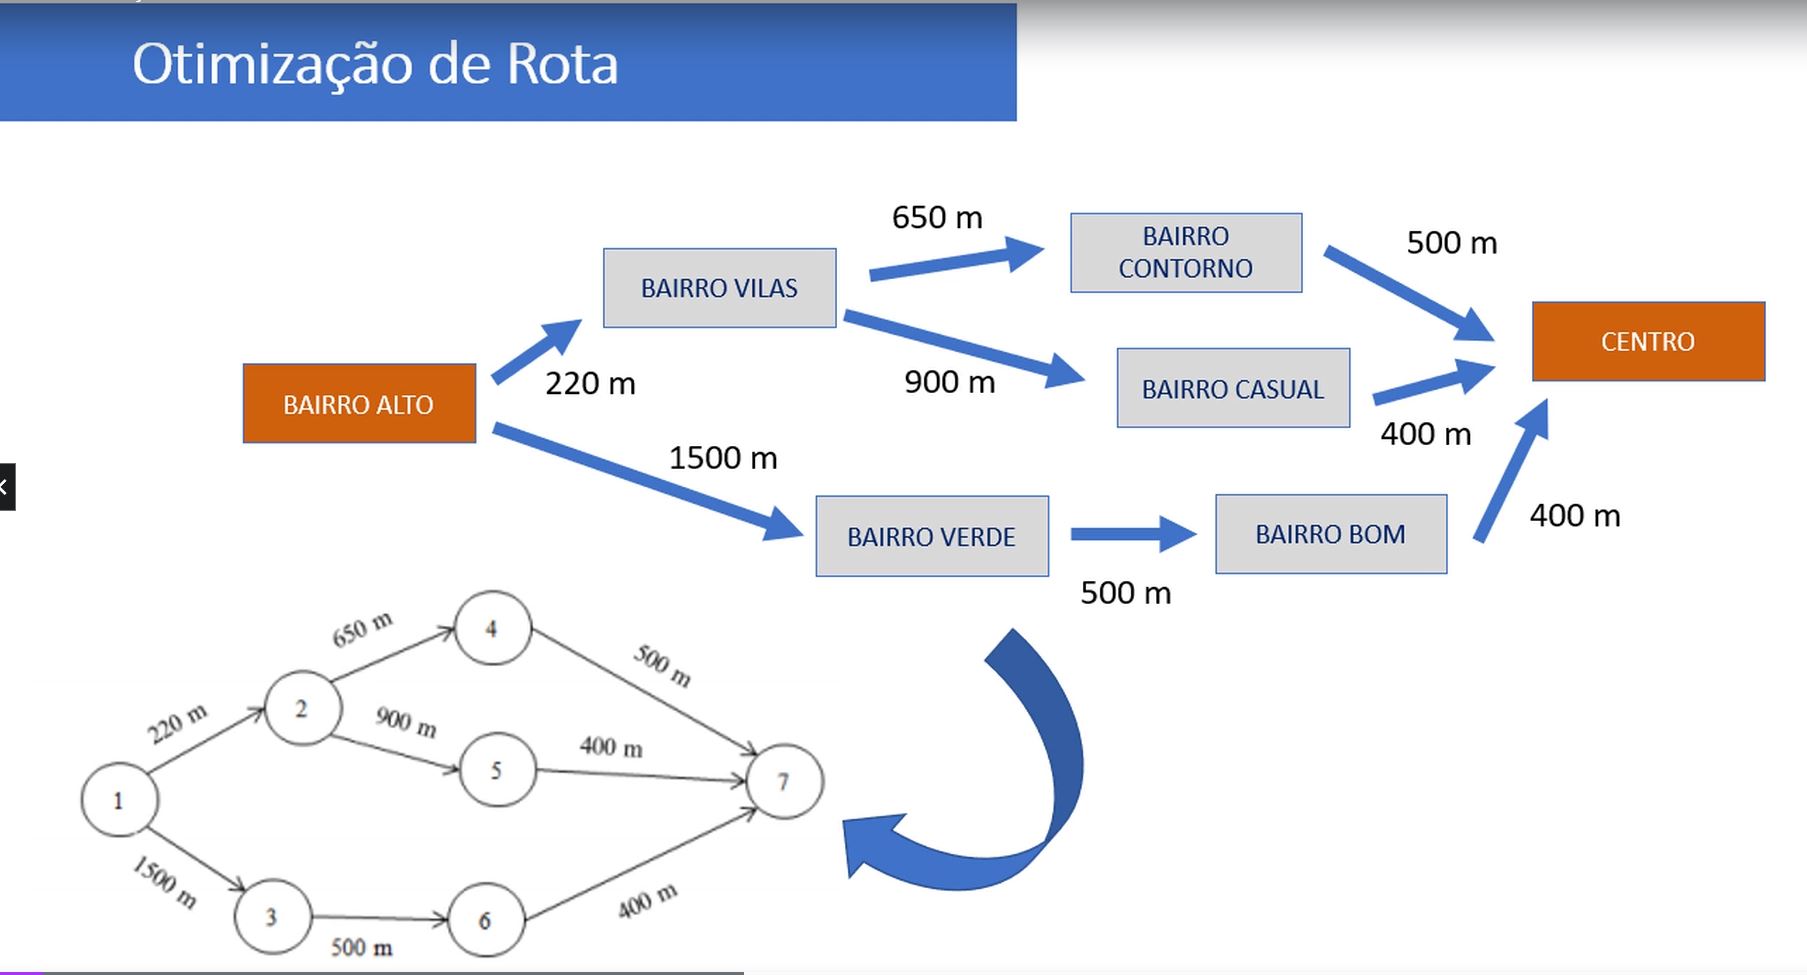 Otimização de Rota
650 m
BAIRRO
CONTORNO
500 m
BAIRRO VILAS
CENTRO
220 m
900 m
BAIRRO CASUAL
BAIRRO ALTO
400 m
1500 m
BAIRRO VERDE
BAIRRO BOM
400 m
500 m
650 m
4
500 m
220 m
2
900 m
400 m
5
7
1
1500 m
3
6
400 m
500 m